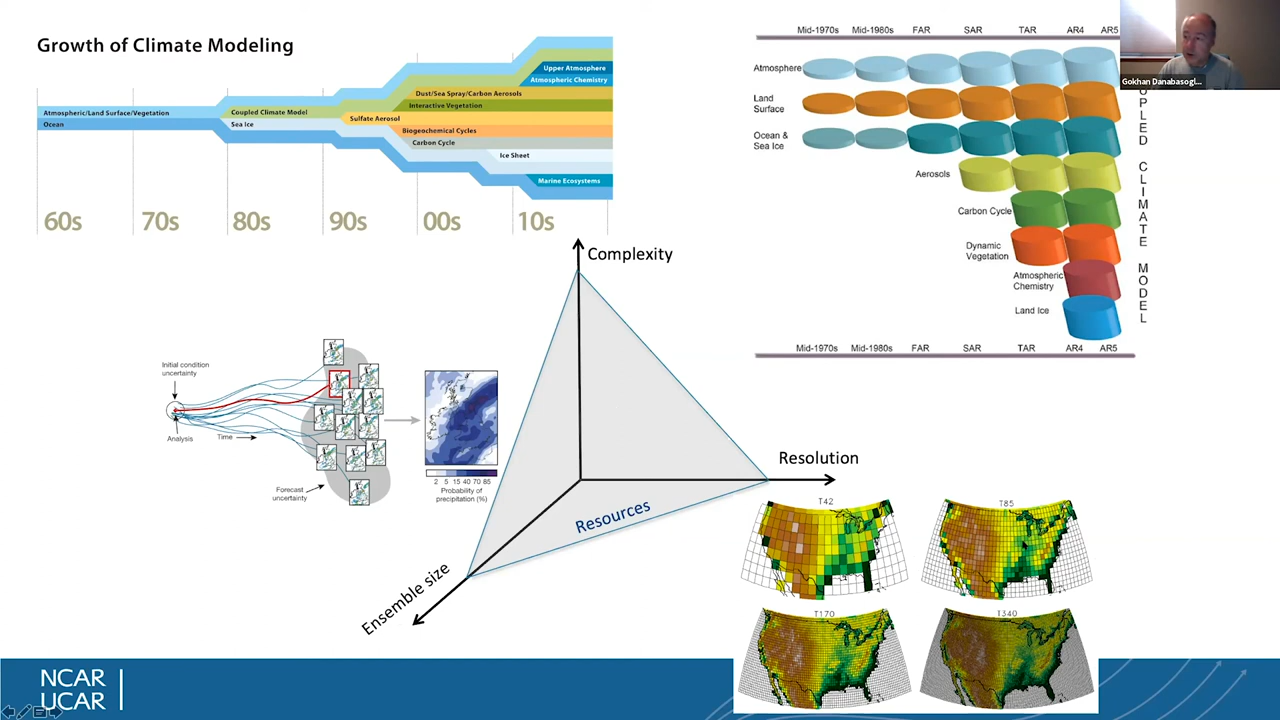 Growth of Climate Modeling
Upper Atmosphere
Atmospheric Chemistry
Dust/Sea Spray/Carbon Aerosols
Interactive Vegetation
Atmospheric/Land Surface/Vegetation
Coupled Climate Model
Sulfate Aerosol
Ocean
Sea Ice
Biogeochemical Cycles
Carbon Cycle
Ice Sheet
Marine Ecosystems
60s
70s
80s
90s
00s
10s
Mid-1970s
Mid-1980s
FAR
SAR
TAR
AR4
AR5
Atmosphere
Land
Surface
Ocean &
Sea Ice
Aerosols
Carbon Cycle
Dynamic
Vegetation
Atmospheric
Chemistry
Land Ice
UPLED CLIMATE MODEL
Mid-1970s
Mid-1980s
FAR
SAR
TAR
AR4
AR5
Gokhan Danabasogl...
Complexity
Resolution
Resources
Ensemble size
Initial condition
uncertainty
Analysis
Time
Forecast
uncertainty
2 5 15 40 70 85
Probability of
precipitation (%)
T42
T85
T170
T340
NCAR
UCAR